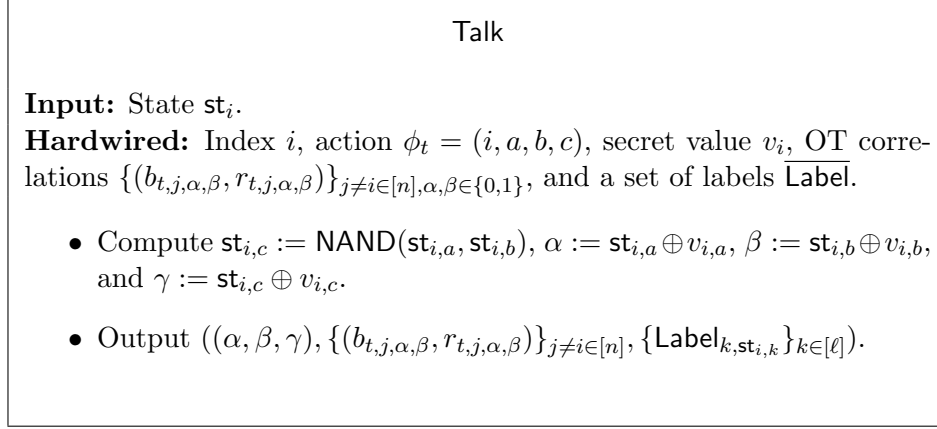 Talk
Input: State st_i.
Hardwired: Index i, action ϕ_t = (i, a, b, c), secret value v_i, OT corre-
lations {(b_{t,j,α,β}, r_{t,j,α,β})}_{j≠i∈[n],α,β∈{0,1}}, and a set of labels \overline{Label}.
• Compute st_{i,c} := NAND(st_{i,a}, st_{i,b}), α := st_{i,a} ⊕ v_{i,a}, β := st_{i,b} ⊕ v_{i,b},
and γ := st_{i,c} ⊕ v_{i,c}.
• Output ((α, β, γ), {(b_{t,j,α,β}, r_{t,j,α,β})}_{j≠i∈[n]}, {Label_{k,st_{i,k}}}_{k∈[ℓ]}).